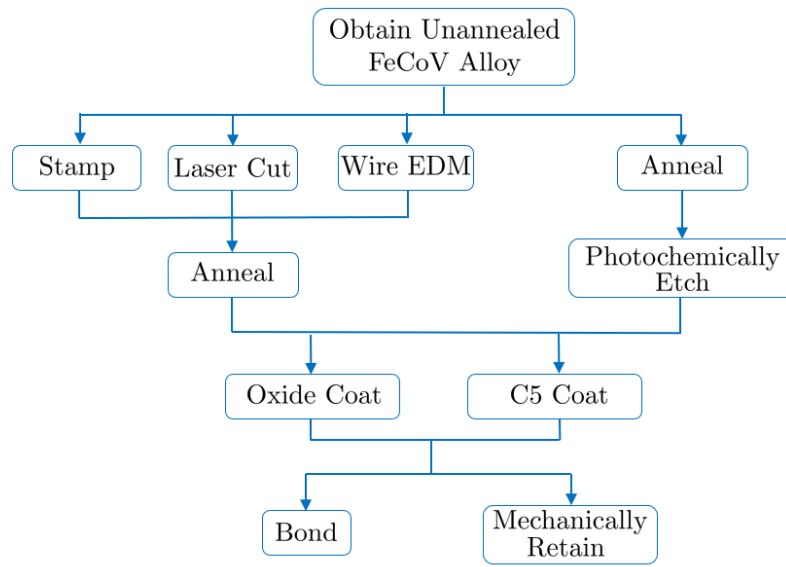 Obtain Unannealed
FeCoV Alloy
Stamp
Laser Cut
Wire EDM
Anneal
Anneal
Photochemically
Etch
Oxide Coat
C5 Coat
Bond
Mechanically
Retain